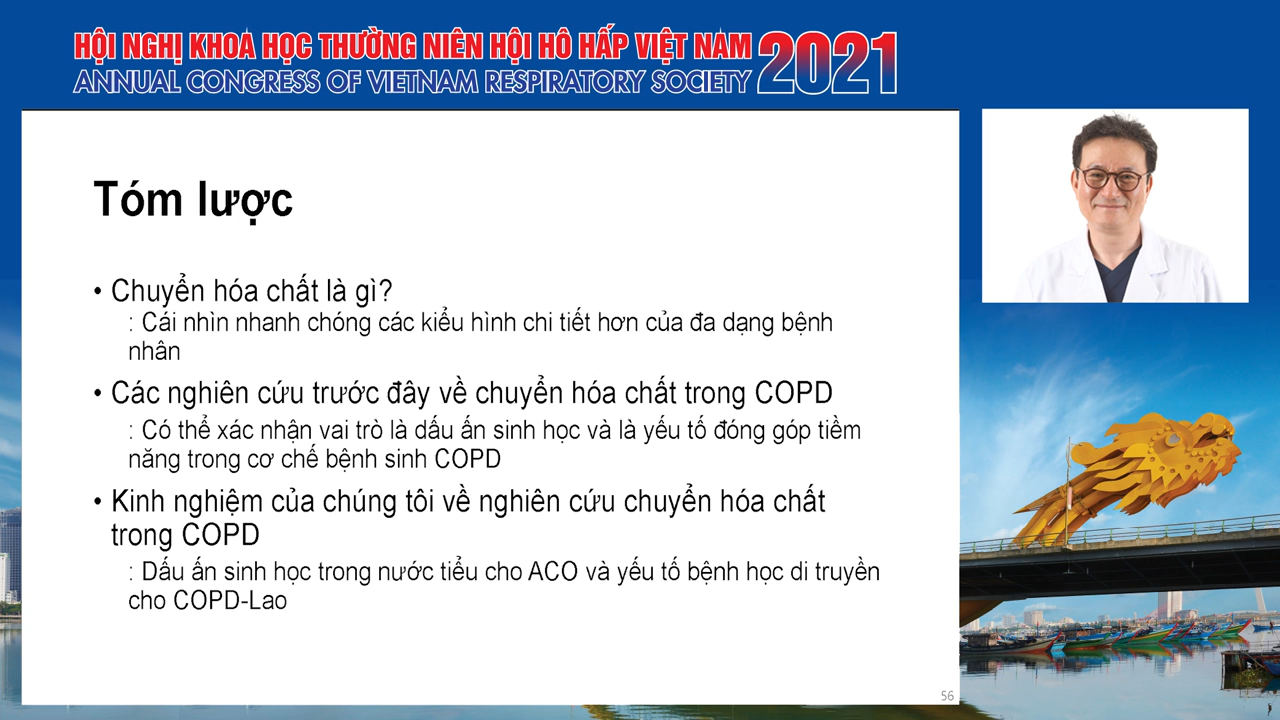 HỘI NGHỊ KHOA HỌC THƯỜNG NIÊN HỘI HÔ HẤP VIỆT NAM 2021
ANNUAL CONGRESS OF VIETNAM RESPIRATORY SOCIETY
Tóm lược
• Chuyển hóa chất là gì?
: Cái nhìn nhanh chóng các kiểu hình chi tiết hơn của đa dạng bệnh
nhân
• Các nghiên cứu trước đây về chuyển hóa chất trong COPD
: Có thể xác nhận vai trò là dấu ấn sinh học và là yếu tố đóng góp tiềm
năng trong cơ chế bệnh sinh COPD
• Kinh nghiệm của chúng tôi về nghiên cứu chuyển hóa chất
trong COPD
: Dấu ấn sinh học trong nước tiểu cho ACO và yếu tố bệnh học di truyền
cho COPD-Lao
56